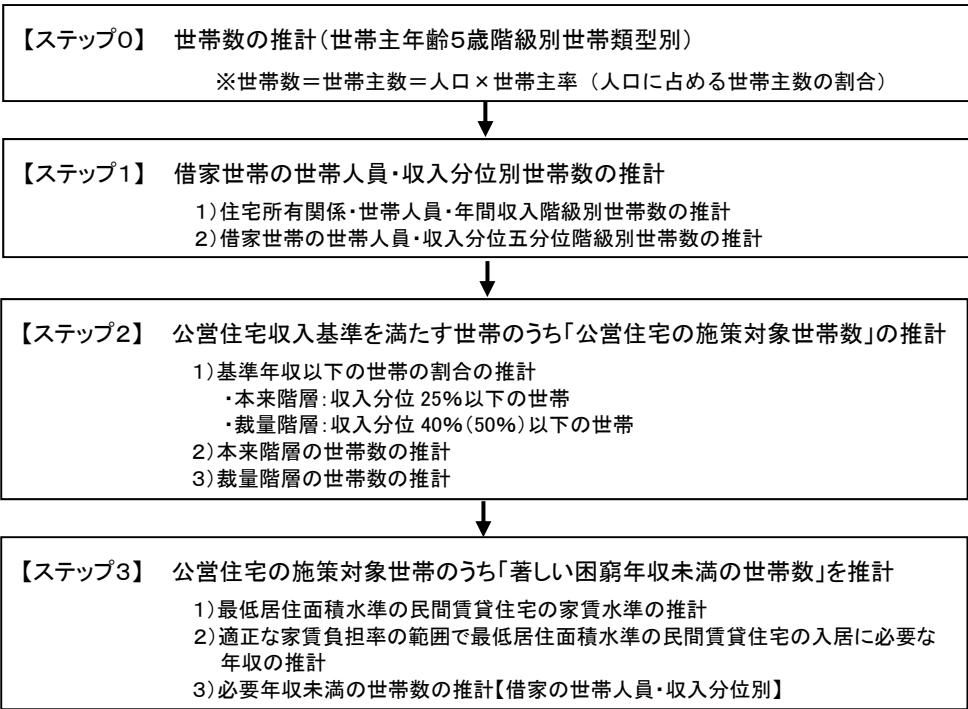 【ステップ0】 世帯数の推計(世帯主年齢5歳階級別世帯類型別)
※世帯数=世帯主数=人口×世帯主率 (人口に占める世帯主数の割合)
【ステップ1】 借家世帯の世帯人員・収入分位別世帯数の推計
1)住宅所有関係・世帯人員・年間収入階級別世帯数の推計
2)借家世帯の世帯人員・収入分位五分位階級別世帯数の推計
【ステップ2】 公営住宅収入基準を満たす世帯のうち「公営住宅の施策対象世帯数」の推計
1)基準年収以下の世帯の割合の推計
・本来階層:収入分位 25%以下の世帯
・裁量階層:収入分位 40%(50%)以下の世帯
2)本来階層の世帯数の推計
3)裁量階層の世帯数の推計
【ステップ3】 公営住宅の施策対象世帯のうち「著しい困窮年収未満の世帯数」を推計
1)最低居住面積水準の民間賃貸住宅の家賃水準の推計
2)適正な家賃負担率の範囲で最低居住面積水準の民間賃貸住宅の入居に必要な
年収の推計
3)必要年収未満の世帯数の推計【借家の世帯人員・収入分位別】